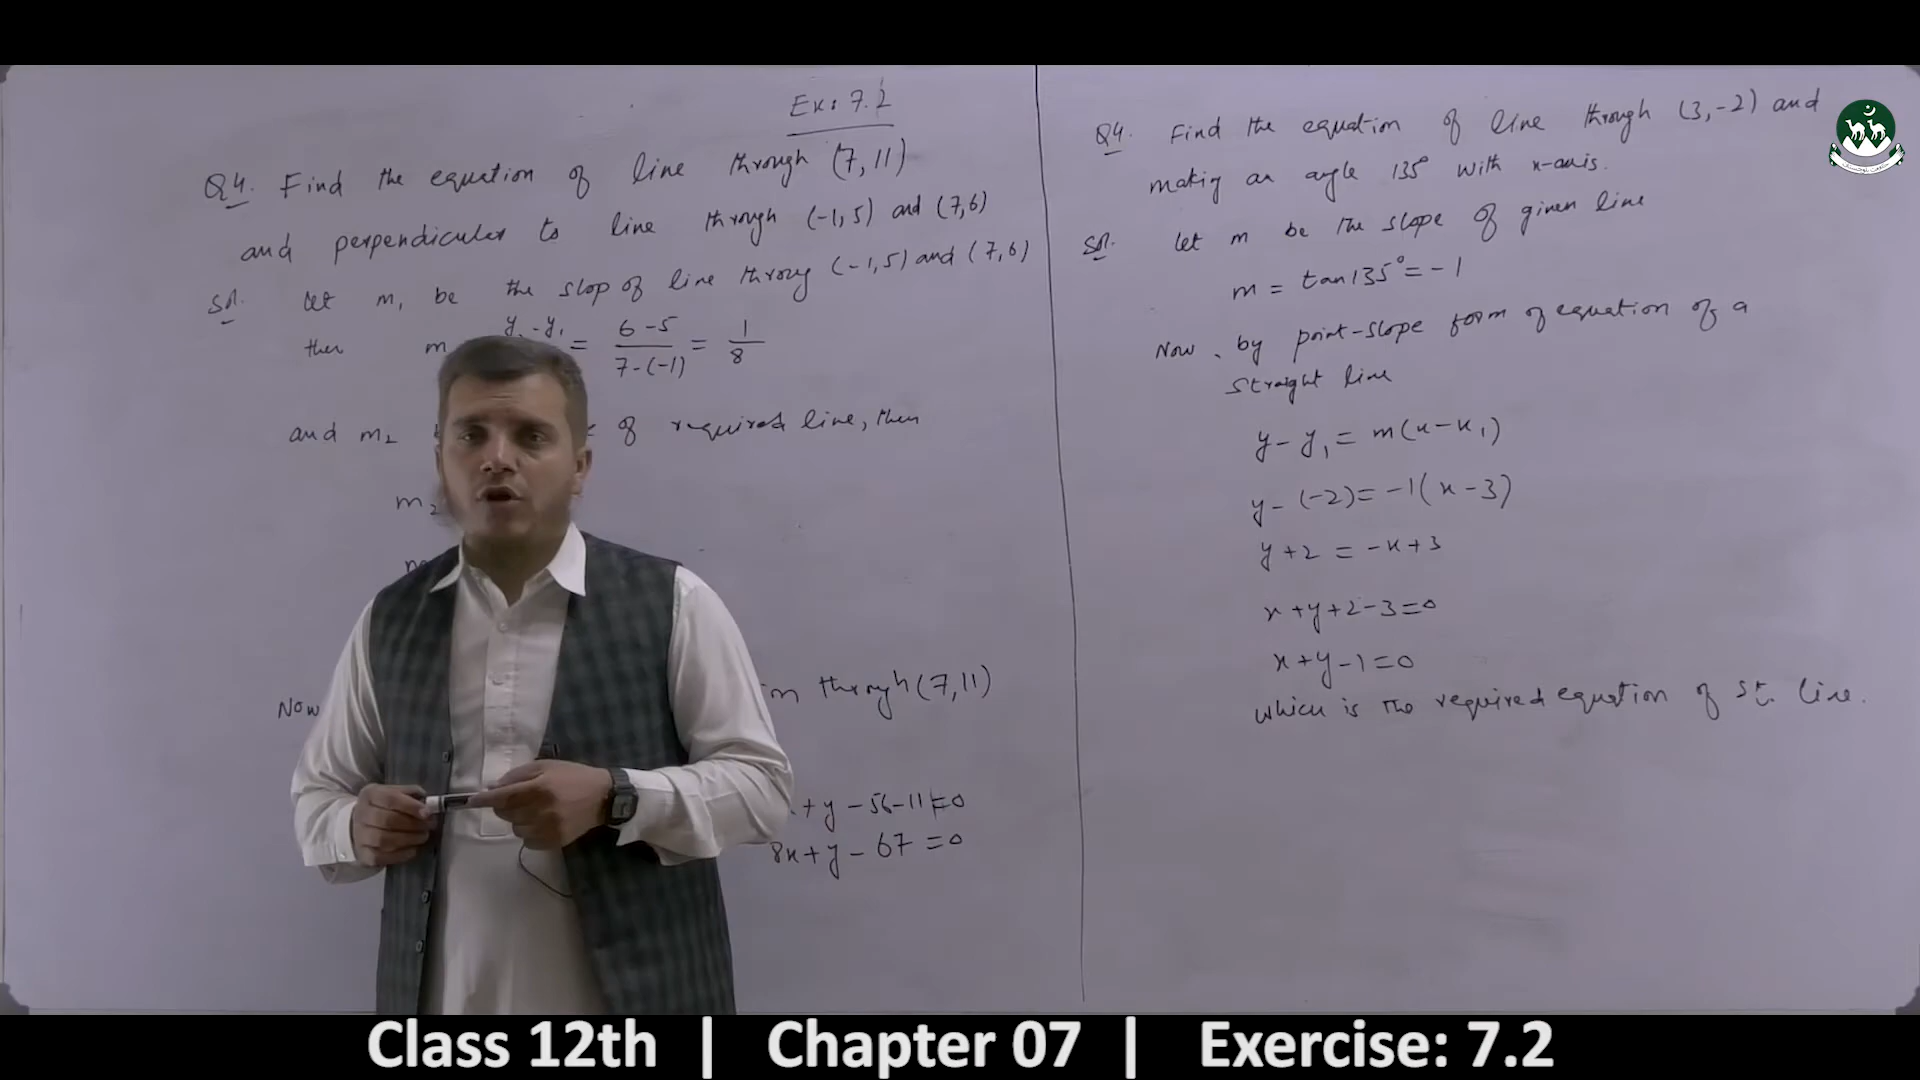 Ex: 7.2
Q4. Find the equation of line through (7,11)
and perpendicular to line through (-1,5) and (7,6)
Sol. let m₁ be the slop of line throug (-1,5) and (7,6)
then m y₂-y₁ = 6-5/7-(-1) = 1/8
and m₂ of required line, then
m₂
Now through (7,11)
+y-56-11=0
8x+y-67=0
Q4. Find the equation of line through (3,-2) and
making an angle 135° with x-axis.
Sol. let m be the slope of given line
m = tan135° = -1
Now, by point-slope form of equation of a
straight line
y-y₁ = m(x-x₁)
y-(-2) = -1(x-3)
y+2 = -x+3
x+y+2-3=0
x+y-1=0
which is the required equation of st. line.
Class 12th | Chapter 07 | Exercise: 7.2